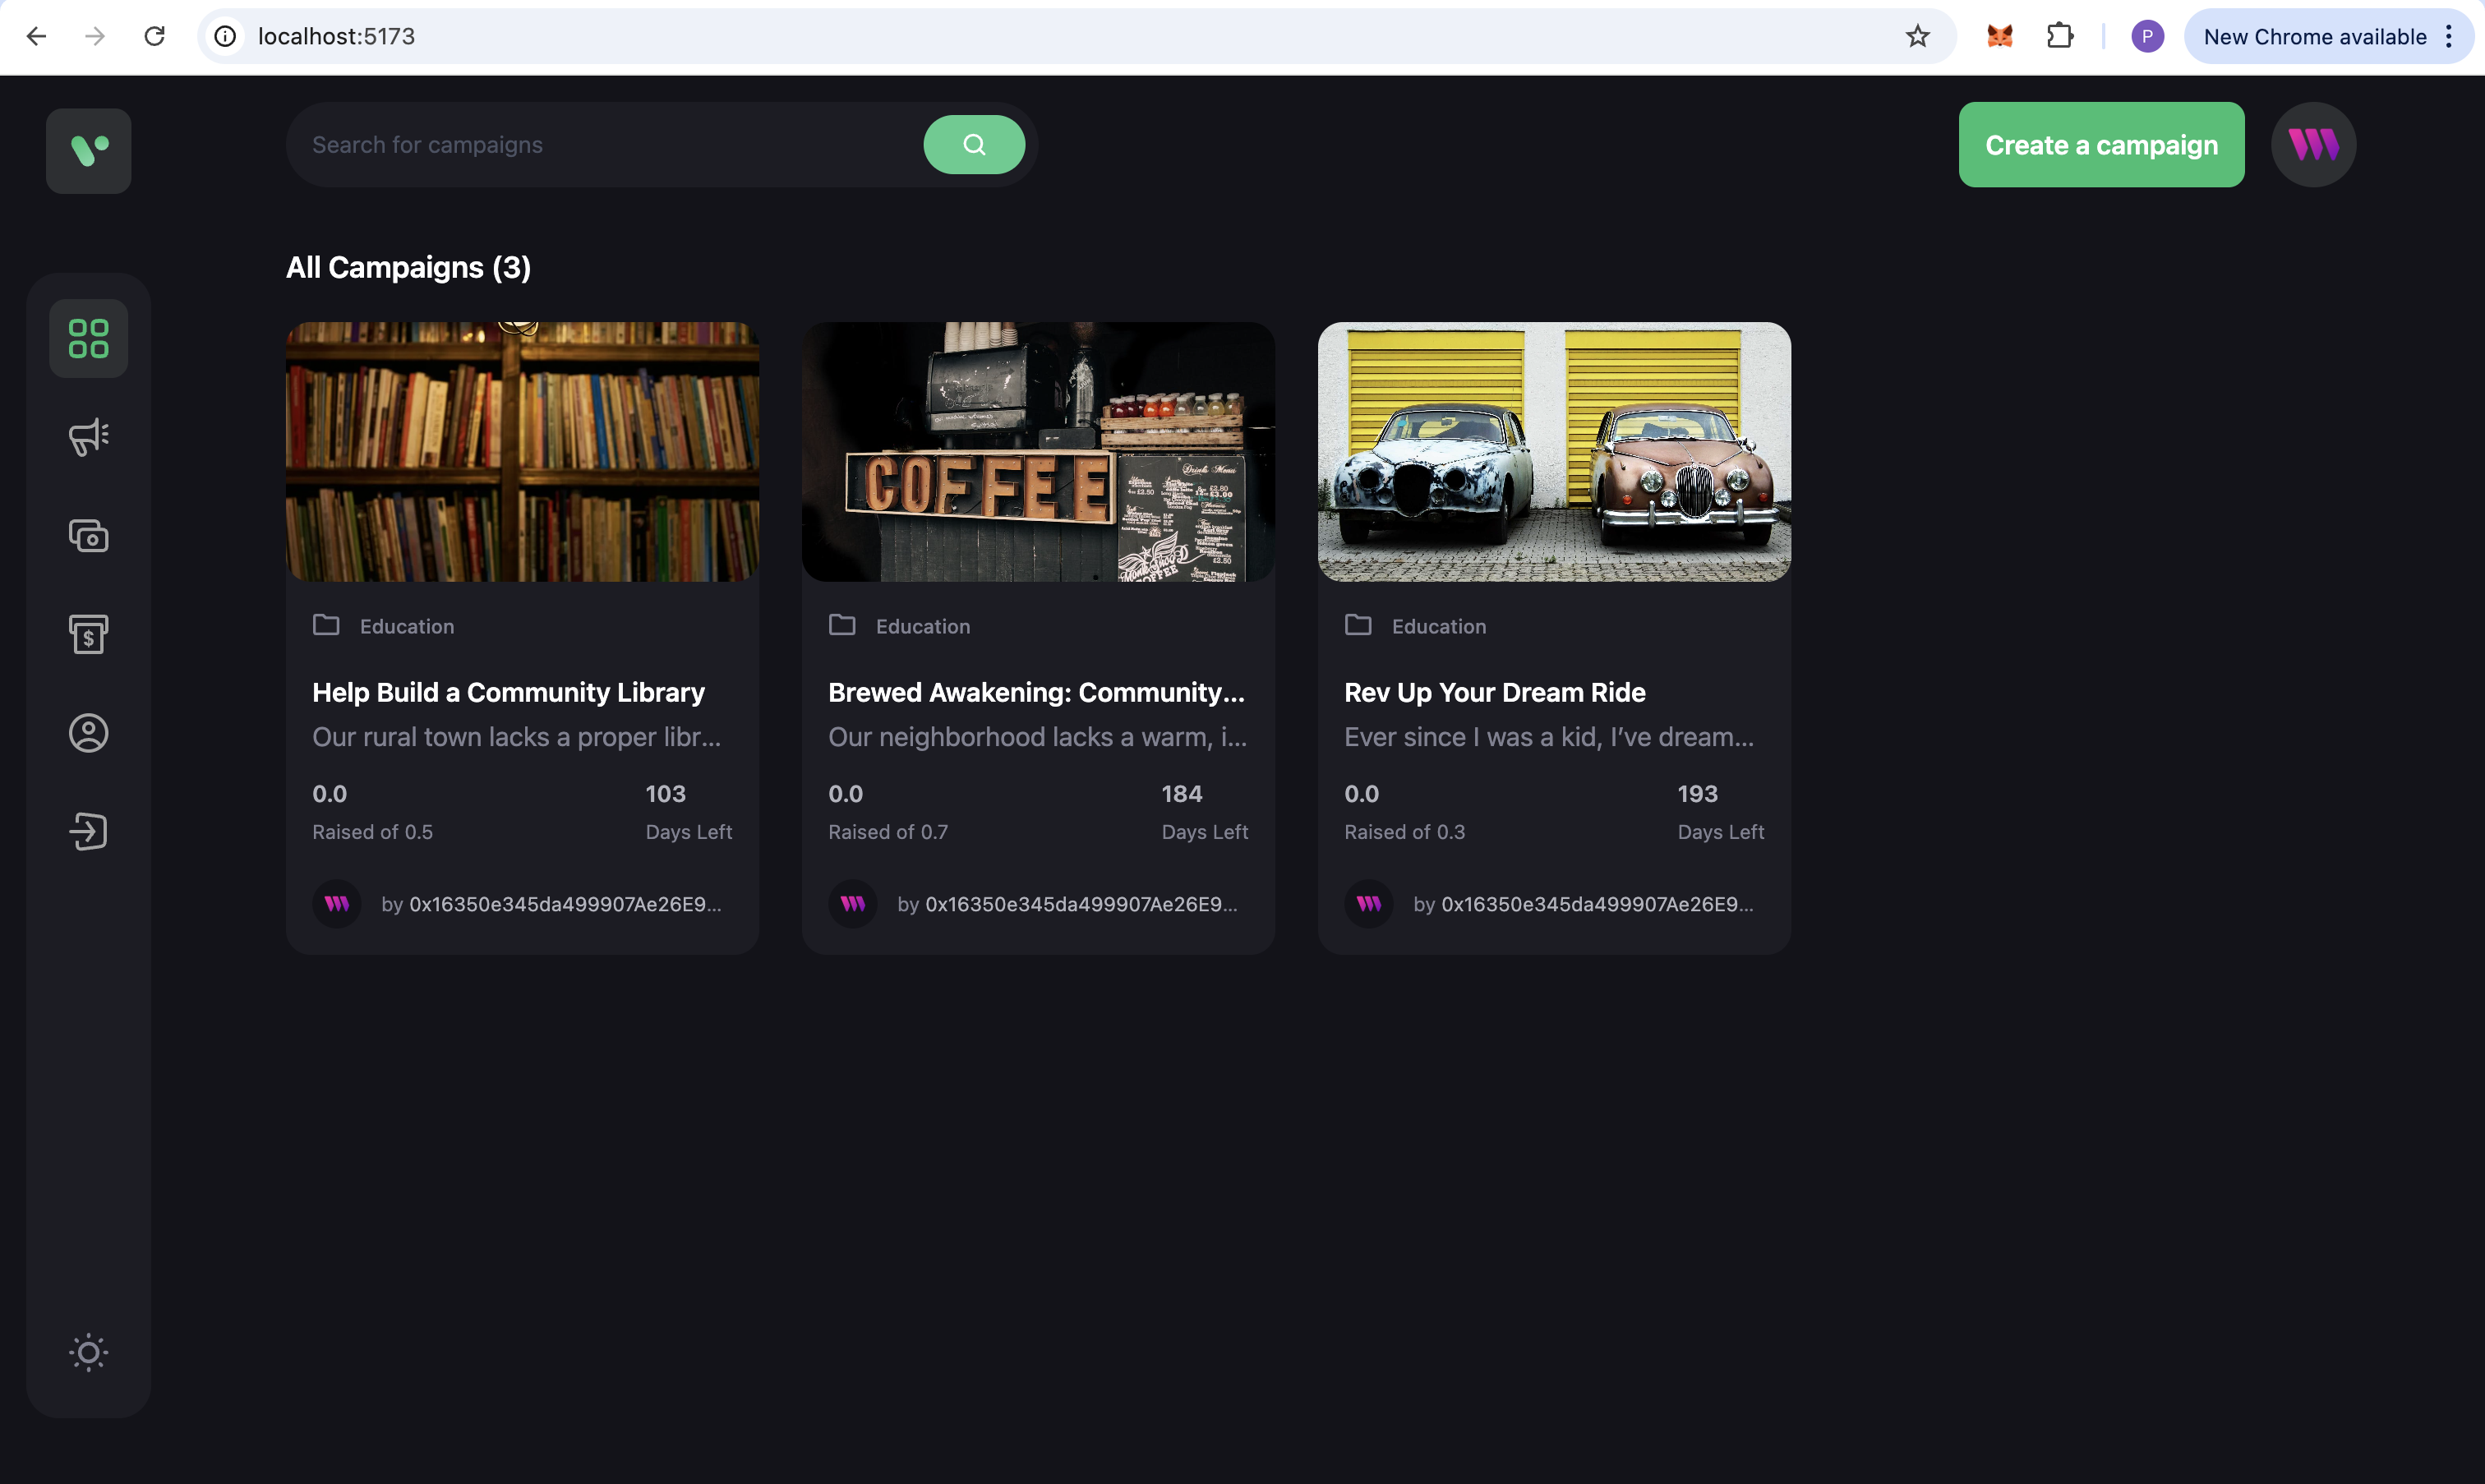 localhost:5173
P
New Chrome available
Search for campaigns
Create a campaign
All Campaigns (3)
COFFEE
Drinks Menu
Education
Help Build a Community Library
Our rural town lacks a proper libr...
0.0
103
Raised of 0.5
Days Left
by 0x16350e345da499907Ae26E9...
Education
Brewed Awakening: Community...
Our neighborhood lacks a warm, i...
0.0
184
Raised of 0.7
Days Left
by 0x16350e345da499907Ae26E9...
Education
Rev Up Your Dream Ride
Ever since I was a kid, I’ve dream...
0.0
193
Raised of 0.3
Days Left
by 0x16350e345da499907Ae26E9...